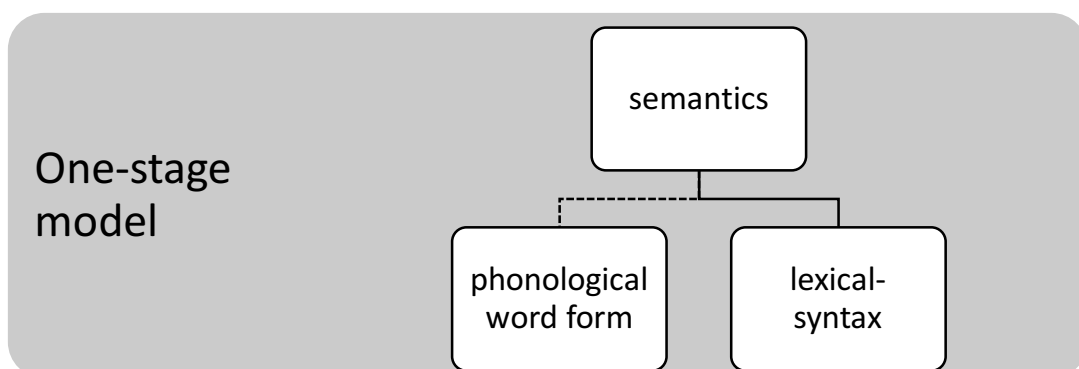 One-stage
model
semantics
phonological
word form
lexical-
syntax